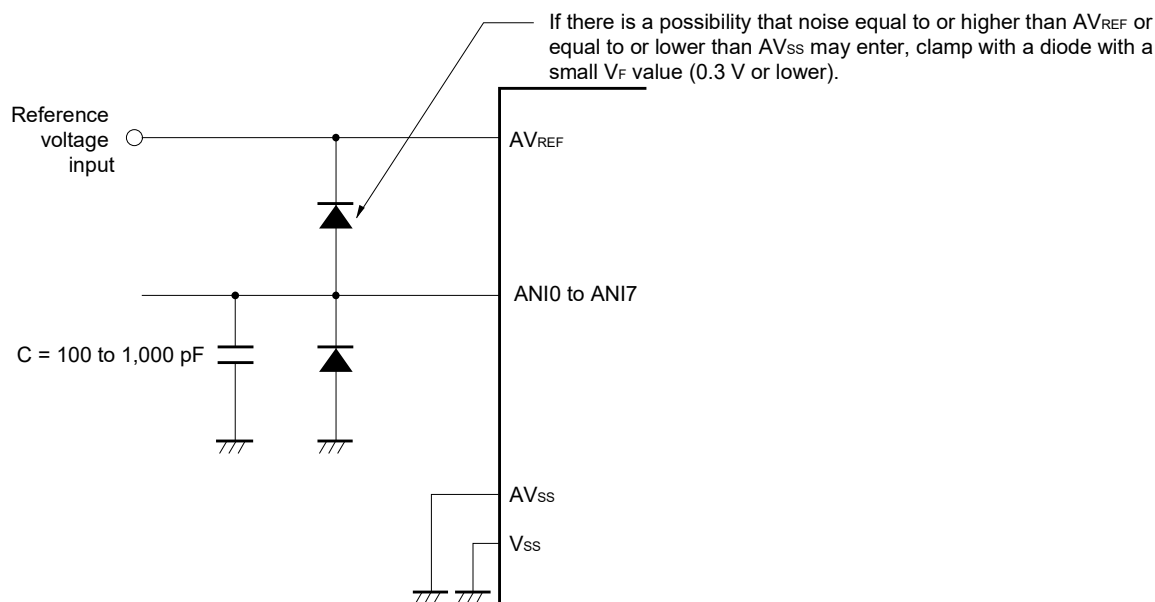 If there is a possibility that noise equal to or higher than AVREF or
equal to or lower than AVSS may enter, clamp with a diode with a
small VF value (0.3 V or lower).
Reference
voltage
input
AVREF
ANI0 to ANI7
C = 100 to 1,000 pF
AVSS
VSS